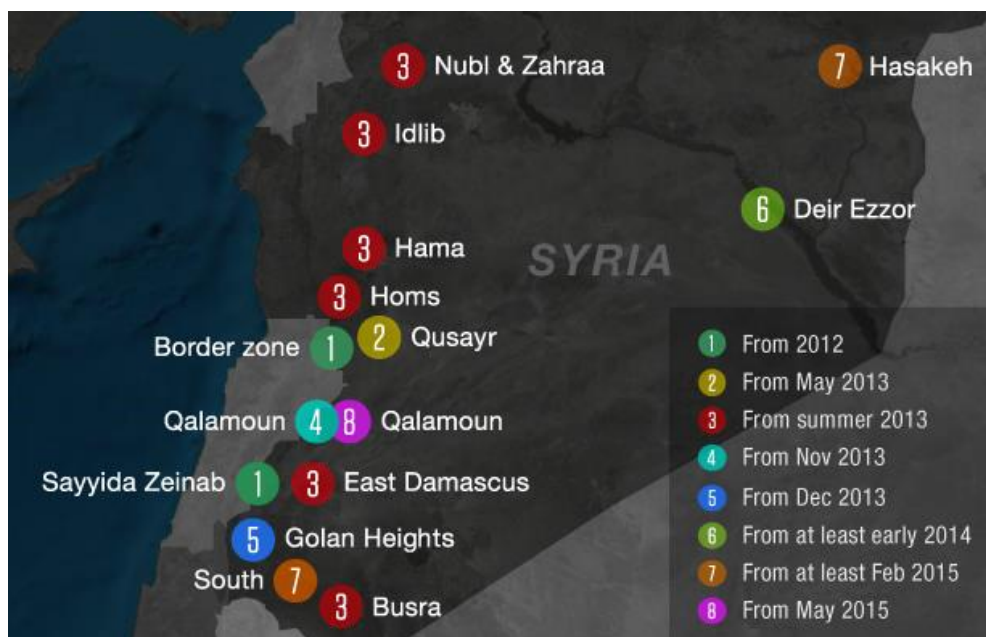 3 Nubl & Zahraa
7 Hasakeh
3 Idlib
6 Deir Ezzor
3 Hama
SYRIA
3 Homs
Border zone 1
2 Qusayr
Qalamoun 4
8 Qalamoun
Sayyida Zeinab 1
3 East Damascus
5 Golan Heights
South 7
3 Busra
1 From 2012
2 From May 2013
3 From summer 2013
4 From Nov 2013
5 From Dec 2013
6 From at least early 2014
7 From at least Feb 2015
8 From May 2015